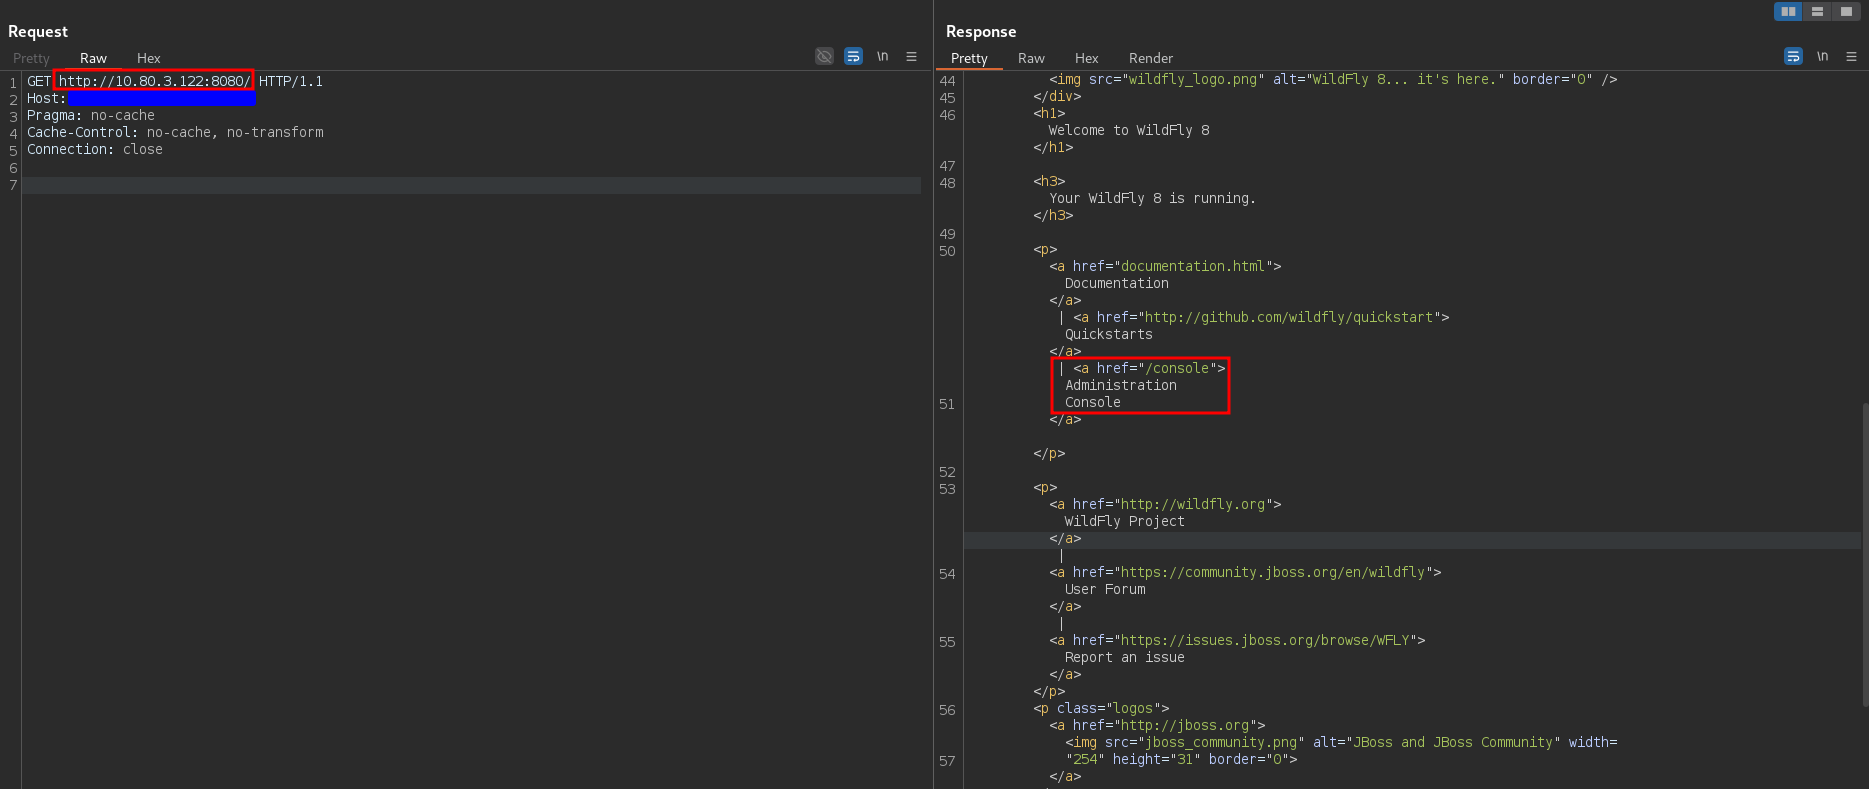 Request
Pretty Raw Hex \n
1 GET http://10.80.3.122:8080/ HTTP/1.1
2 Host:
3 Pragma: no-cache
4 Cache-Control: no-cache, no-transform
5 Connection: close
6
7
Response
Pretty Raw Hex Render \n
44 <img src="wildfly_logo.png" alt="WildFly 8... it's here." border="0" />
45 </div>
46 <h1>
Welcome to WildFly 8
</h1>
47
48 <h3>
Your WildFly 8 is running.
</h3>
49
50 <p>
<a href="documentation.html">
Documentation
</a>
| <a href="http://github.com/wildfly/quickstart">
Quickstarts
</a>
| <a href="/console">
Administration
51 Console
</a>
</p>
52
53 <p>
<a href="http://wildfly.org">
WildFly Project
</a>
|
54 <a href="https://community.jboss.org/en/wildfly">
User Forum
</a>
|
55 <a href="https://issues.jboss.org/browse/WFLY">
Report an issue
</a>
</p>
56 <p class="logos">
<a href="http://jboss.org">
<img src="jboss_community.png" alt="JBoss and JBoss Community" width=
57 "254" height="31" border="0">
</a>